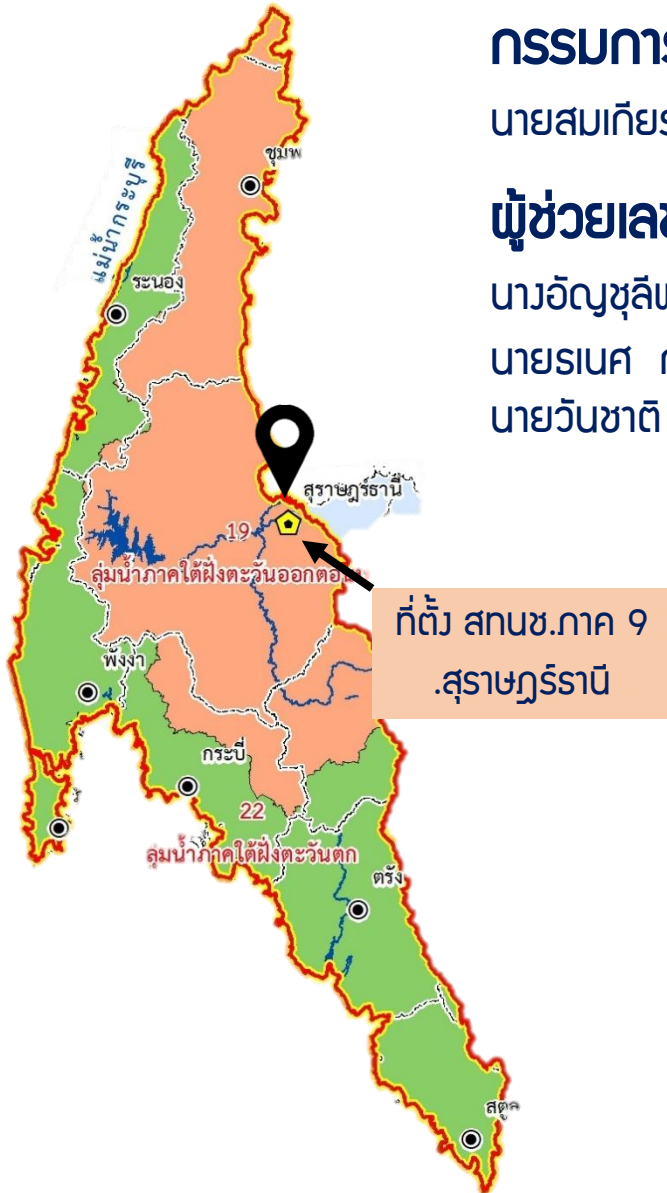 กรรมการ
นายสมเกียร
ผู้ช่วยเลข
นางอัญชุลี
นายธเนศ
นายวันชาติ
ชุมพ
แม่น้ำกระบุรี
ระนอง
สุราษฎร์ธานี
19
ลุ่มน้ำภาคใต้ฝั่งตะวันออกตอน
ที่ตั้ง สทนช.ภาค 9
.สุราษฎร์ธานี
พังงา
กระบี่
22
ลุ่มน้ำภาคใต้ฝั่งตะวันตก
ตรัง
สตูล